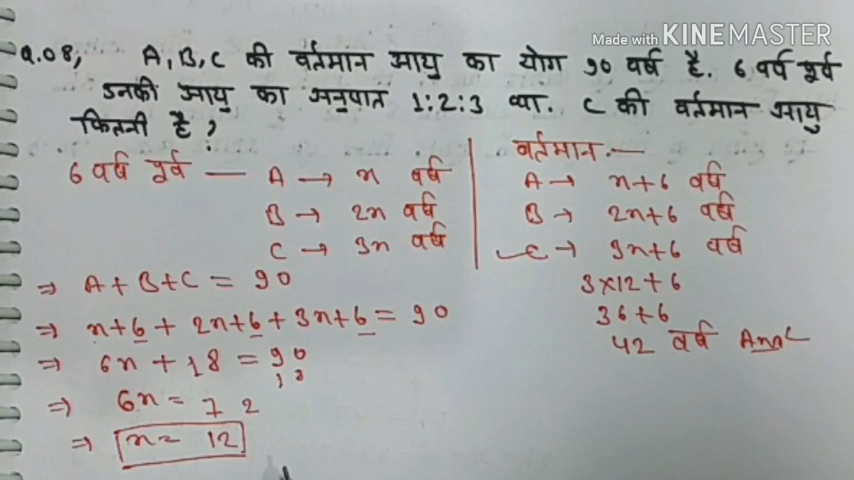 Made with KINEMASTER
Q.08, A,B,C की वर्तमान आयु का योग 90 वर्ष है. 6 वर्ष पूर्व
उनकी आयु का अनुपात 1:2:3 था. C की वर्तमान आयु
कितनी है?
6 वर्ष पूर्व — A → x वर्ष
B → 2x वर्ष
C → 3x वर्ष
वर्तमान:—
A → x+6 वर्ष
B → 2x+6 वर्ष
C → 3x+6 वर्ष
3×12+6
36+6
42 वर्ष Ans
⇒ A+B+C = 90
⇒ x+6 + 2x+6 + 3x+6 = 90
⇒ 6x + 18 = 90
18
⇒ 6x = 72
⇒ x = 12